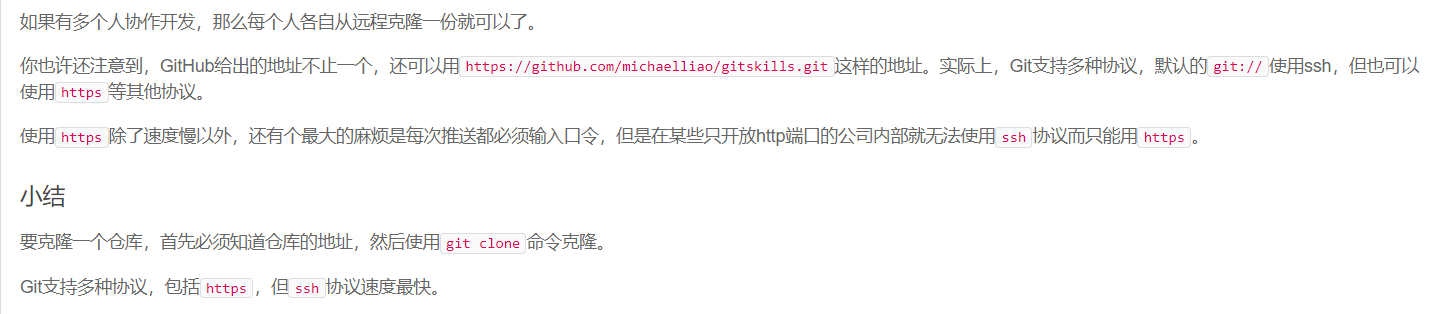 如果有多个人协作开发，那么每个人各自从远程克隆一份就可以了。
你也许还注意到，GitHub给出的地址不止一个，还可以用https://github.com/michaelliao/gitskills.git这样的地址。实际上，Git支持多种协议，默认的git://使用ssh，但也可以
使用https等其他协议。
使用https除了速度慢以外，还有个最大的麻烦是每次推送都必须输入口令，但是在某些只开放http端口的公司内部就无法使用ssh协议而只能用https。
小结
要克隆一个仓库，首先必须知道仓库的地址，然后使用git clone命令克隆。
Git支持多种协议，包括https，但ssh协议速度最快。